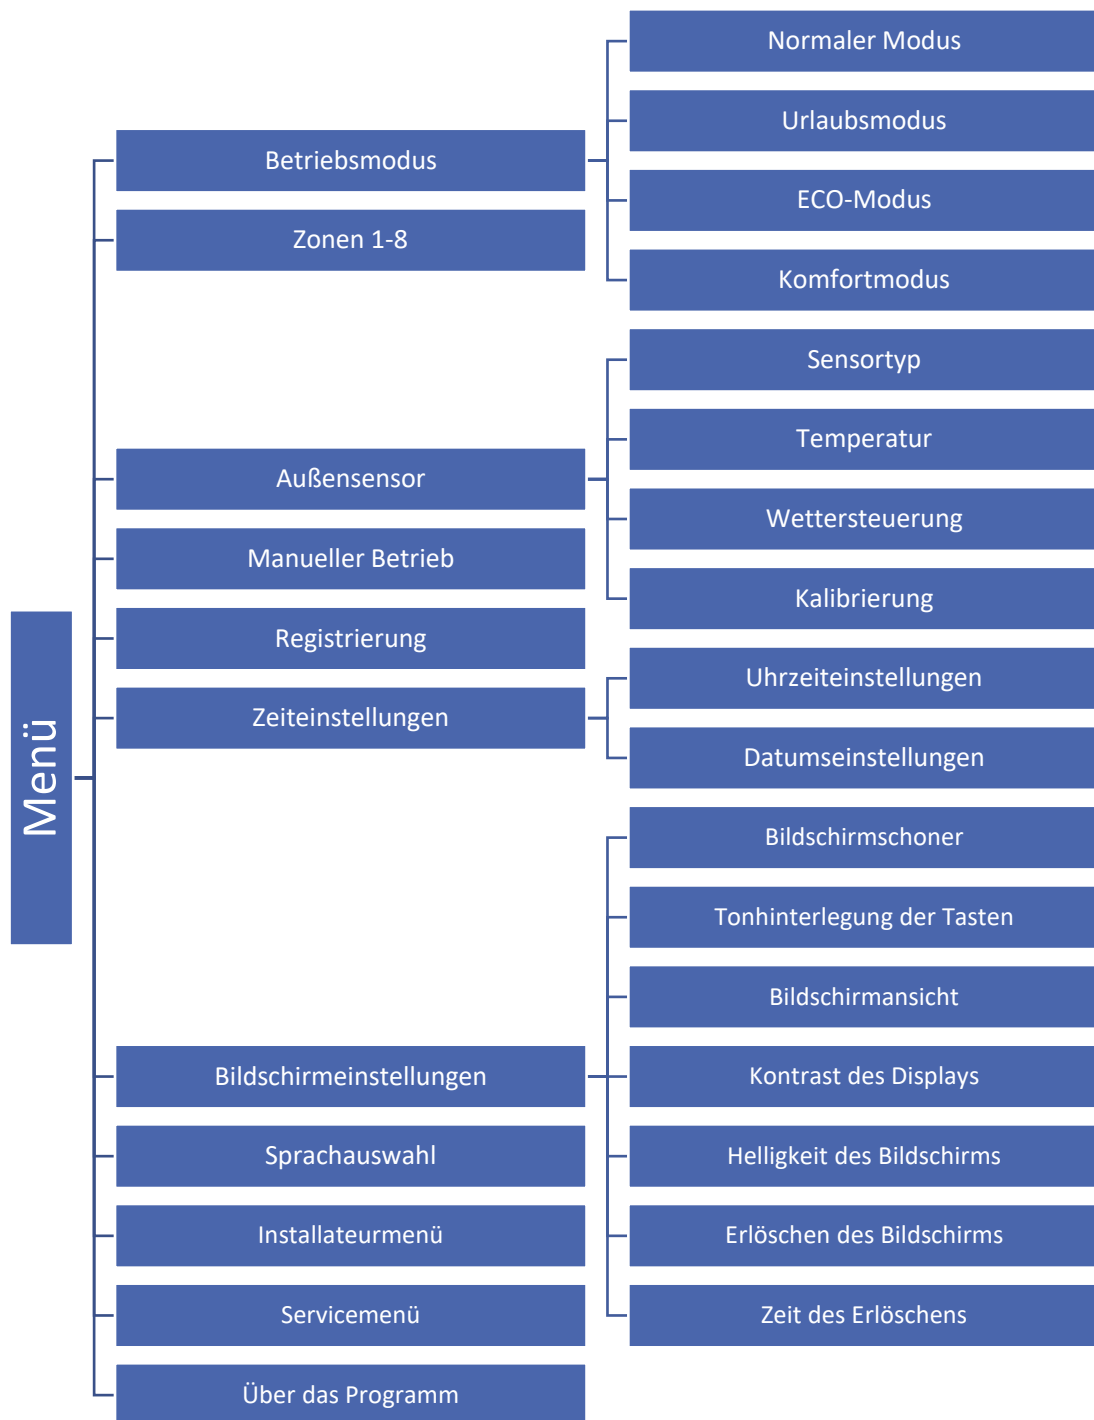 Menü
Betriebsmodus
Normaler Modus
Urlaubsmodus
ECO-Modus
Komfortmodus
Zonen 1-8
Außensensor
Sensortyp
Temperatur
Wettersteuerung
Kalibrierung
Manueller Betrieb
Registrierung
Zeiteinstellungen
Uhrzeiteinstellungen
Datumseinstellungen
Bildschirmeinstellungen
Bildschirmschoner
Tonhinterlegung der Tasten
Bildschirmansicht
Kontrast des Displays
Helligkeit des Bildschirms
Erlöschen des Bildschirms
Zeit des Erlöschens
Sprachauswahl
Installateurmenü
Servicemenü
Über das Programm